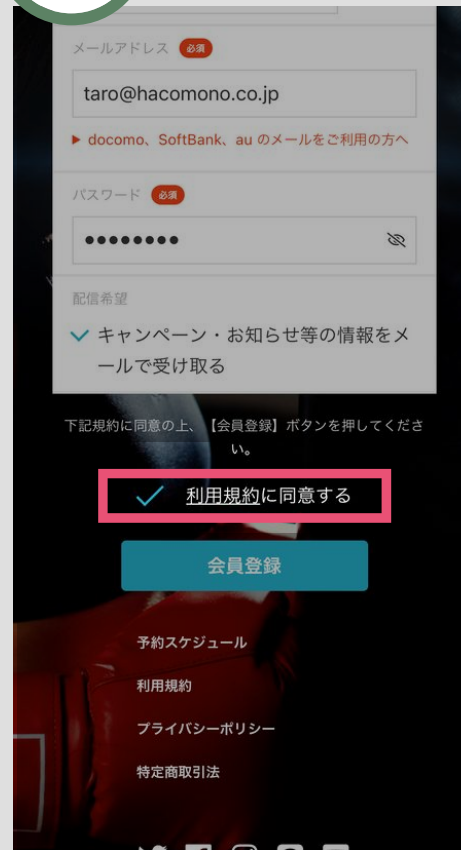 メールアドレス 必須
taro@hacomono.co.jp
▶ docomo、SoftBank、au のメールをご利用の方へ
パスワード 必須
●●●●●●●●
配信希望
キャンペーン・お知らせ等の情報をメ
ールで受け取る
下記規約に同意の上、【会員登録】ボタンを押してくださ
い。
利用規約に同意する
会員登録
予約スケジュール
利用規約
プライバシーポリシー
特定商取引法